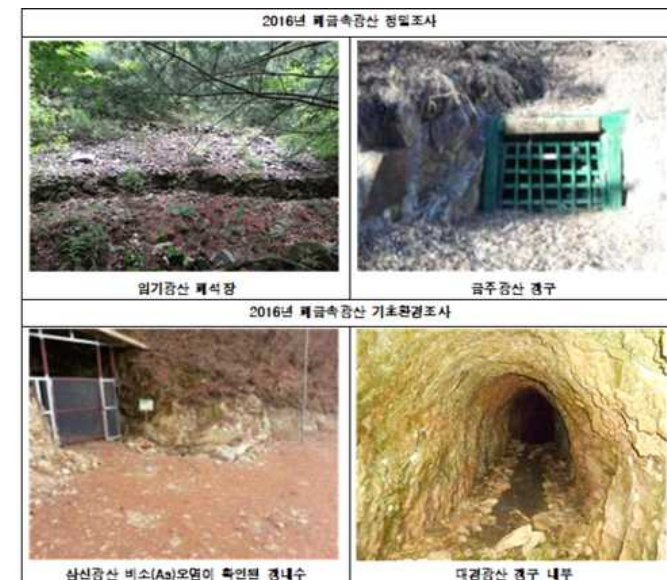 2016년 폐금속광산 정밀조사
임기광산 폐석장
금주광산 갱구
2016년 폐금속광산 기초환경조사
삼신광산 비소(As)오염이 확인된 갱내수
대경광산 갱구 내부